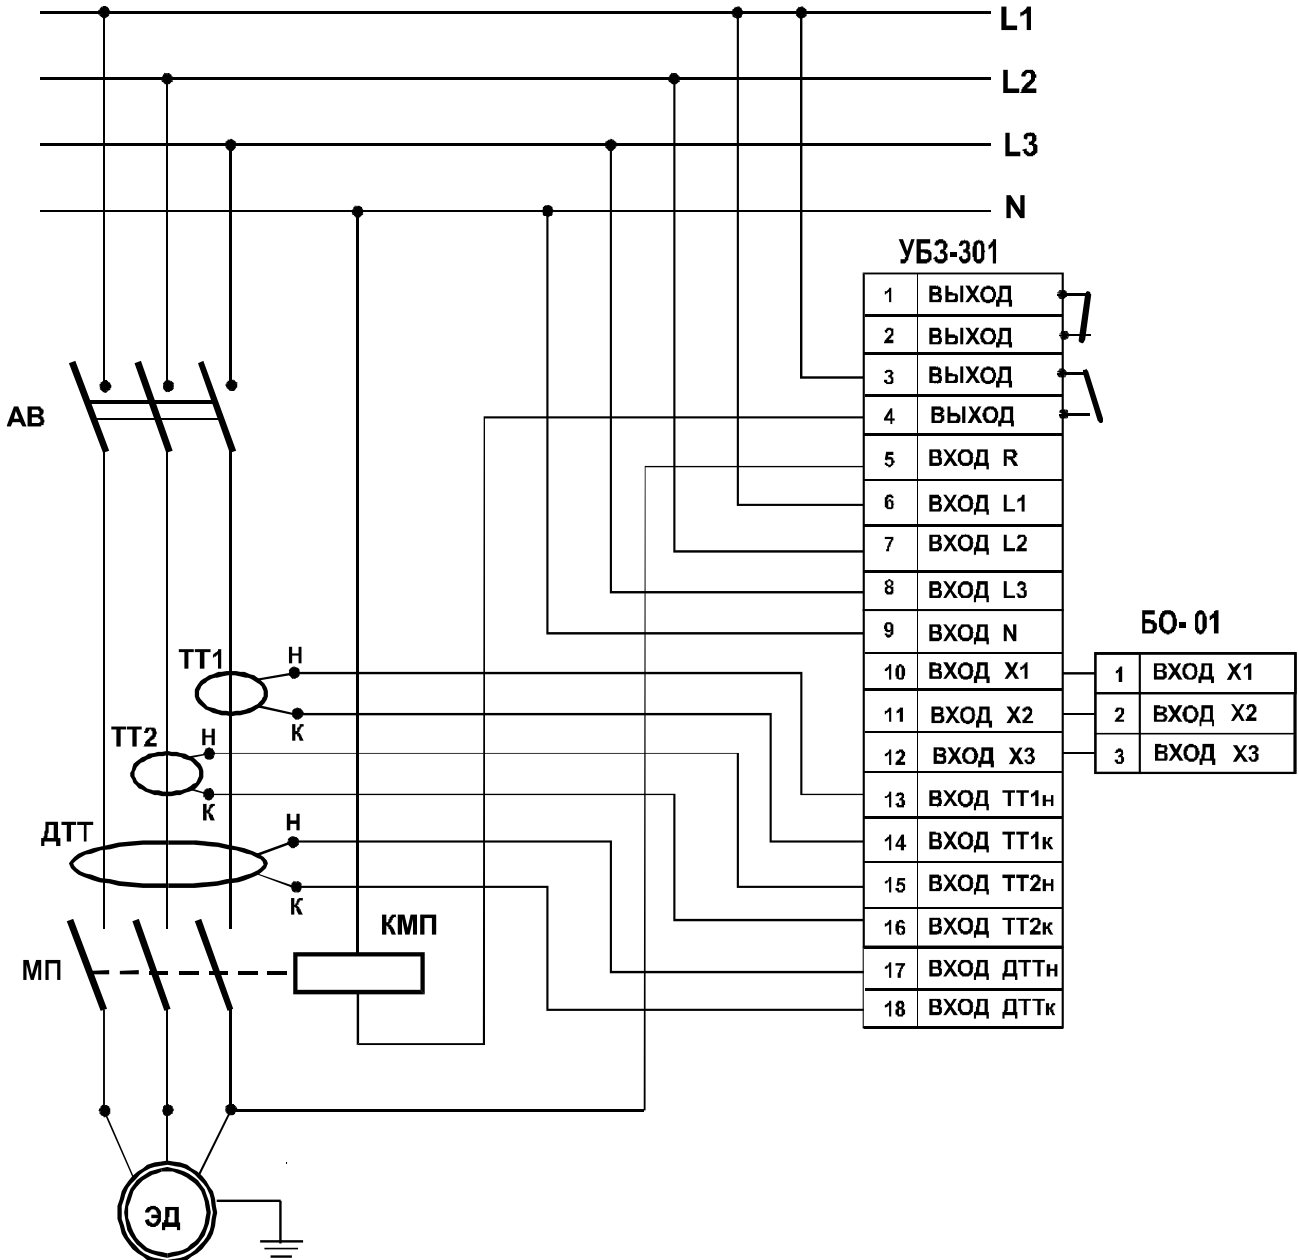 L1
L2
L3
N
УБЗ-301
1 ВЫХОД
2 ВЫХОД
3 ВЫХОД
4 ВЫХОД
5 ВХОД R
6 ВХОД L1
7 ВХОД L2
8 ВХОД L3
9 ВХОД N
10 ВХОД X1
11 ВХОД X2
12 ВХОД X3
13 ВХОД ТТ1н
14 ВХОД ТТ1к
15 ВХОД ТТ2н
16 ВХОД ТТ2к
17 ВХОД ДТТн
18 ВХОД ДТТк
БО- 01
1 ВХОД X1
2 ВХОД X2
3 ВХОД X3
АВ
ТТ1
Н
К
ТТ2
Н
К
ДТТ
Н
К
КМП
МП
ЭД